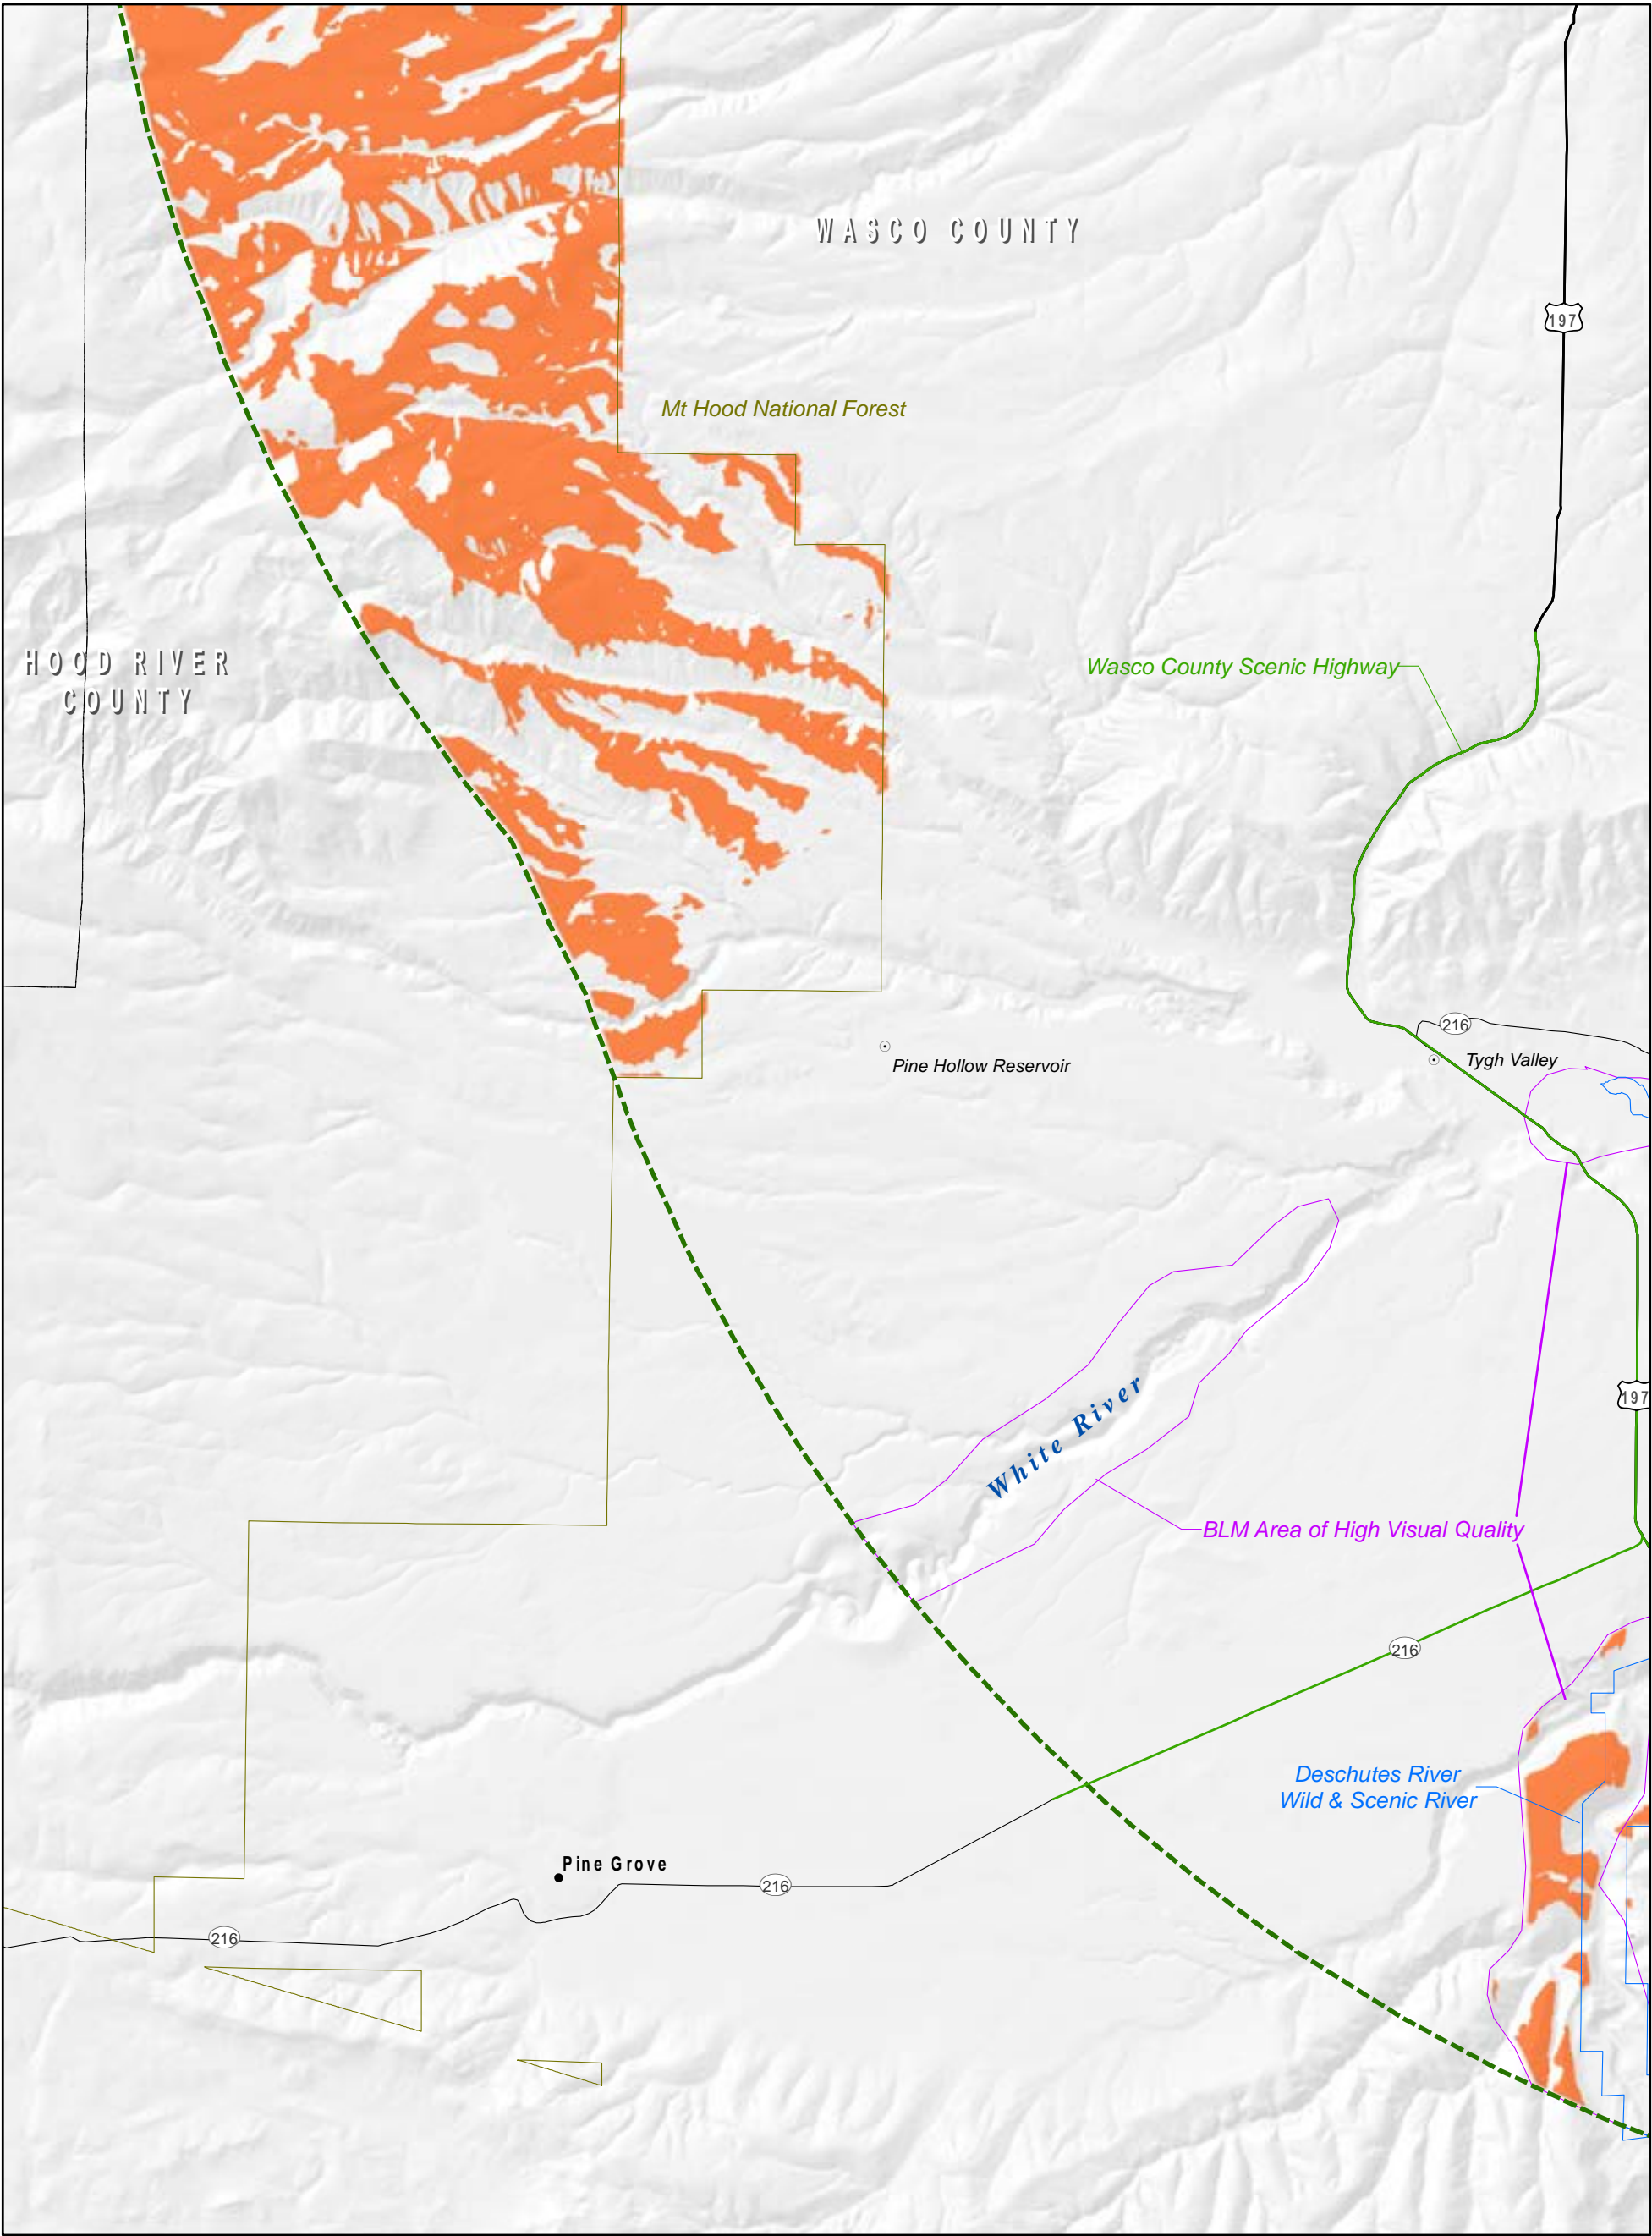 WASCO COUNTY
197
Mt Hood National Forest
HOOD RIVER
COUNTY
Wasco County Scenic Highway
216
Tygh Valley
Pine Hollow Reservoir
197
White River
BLM Area of High Visual Quality
216
Deschutes River
Wild & Scenic River
Pine Grove
216
216